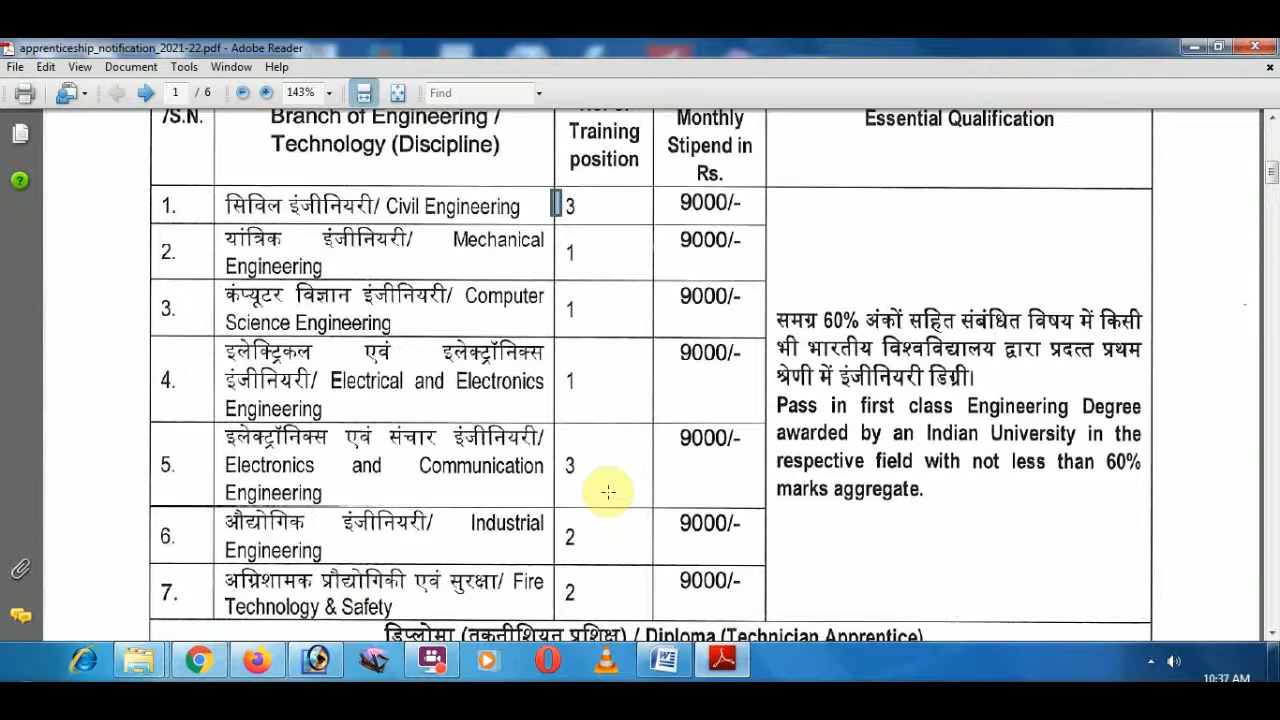 apprenticeship_notification_2021-22.pdf - Adobe Reader
File Edit View Document Tools Window Help
1 / 6 143% Find
/S.N. Branch of Engineering / Technology (Discipline)
Training position
Monthly Stipend in Rs.
Essential Qualification
1. सिविल इंजीनियरी/ Civil Engineering 3 9000/-
2. यांत्रिक इंजीनियरी/ Mechanical
Engineering 1 9000/-
3. कंप्यूटर विज्ञान इंजीनियरी/ Computer
Science Engineering 1 9000/-
4. इलेक्ट्रिकल एवं इलेक्ट्रॉनिक्स
इंजीनियरी/ Electrical and Electronics
Engineering 1 9000/-
5. इलेक्ट्रॉनिक्स एवं संचार इंजीनियरी/
Electronics and Communication
Engineering 3 9000/-
6. औद्योगिक इंजीनियरी/ Industrial
Engineering 2 9000/-
7. अग्निशामक प्रौद्योगिकी एवं सुरक्षा/ Fire
Technology & Safety 2 9000/-
समग्र 60% अंकों सहित संबंधित विषय में किसी
भी भारतीय विश्वविद्यालय द्वारा प्रदत्त प्रथम
श्रेणी में इंजीनियरी डिग्री।
Pass in first class Engineering Degree
awarded by an Indian University in the
respective field with not less than 60%
marks aggregate.
डिप्लोमा (तकनीशियन प्रशिक्षु) / Diploma (Technician Apprentice)
10:37 AM